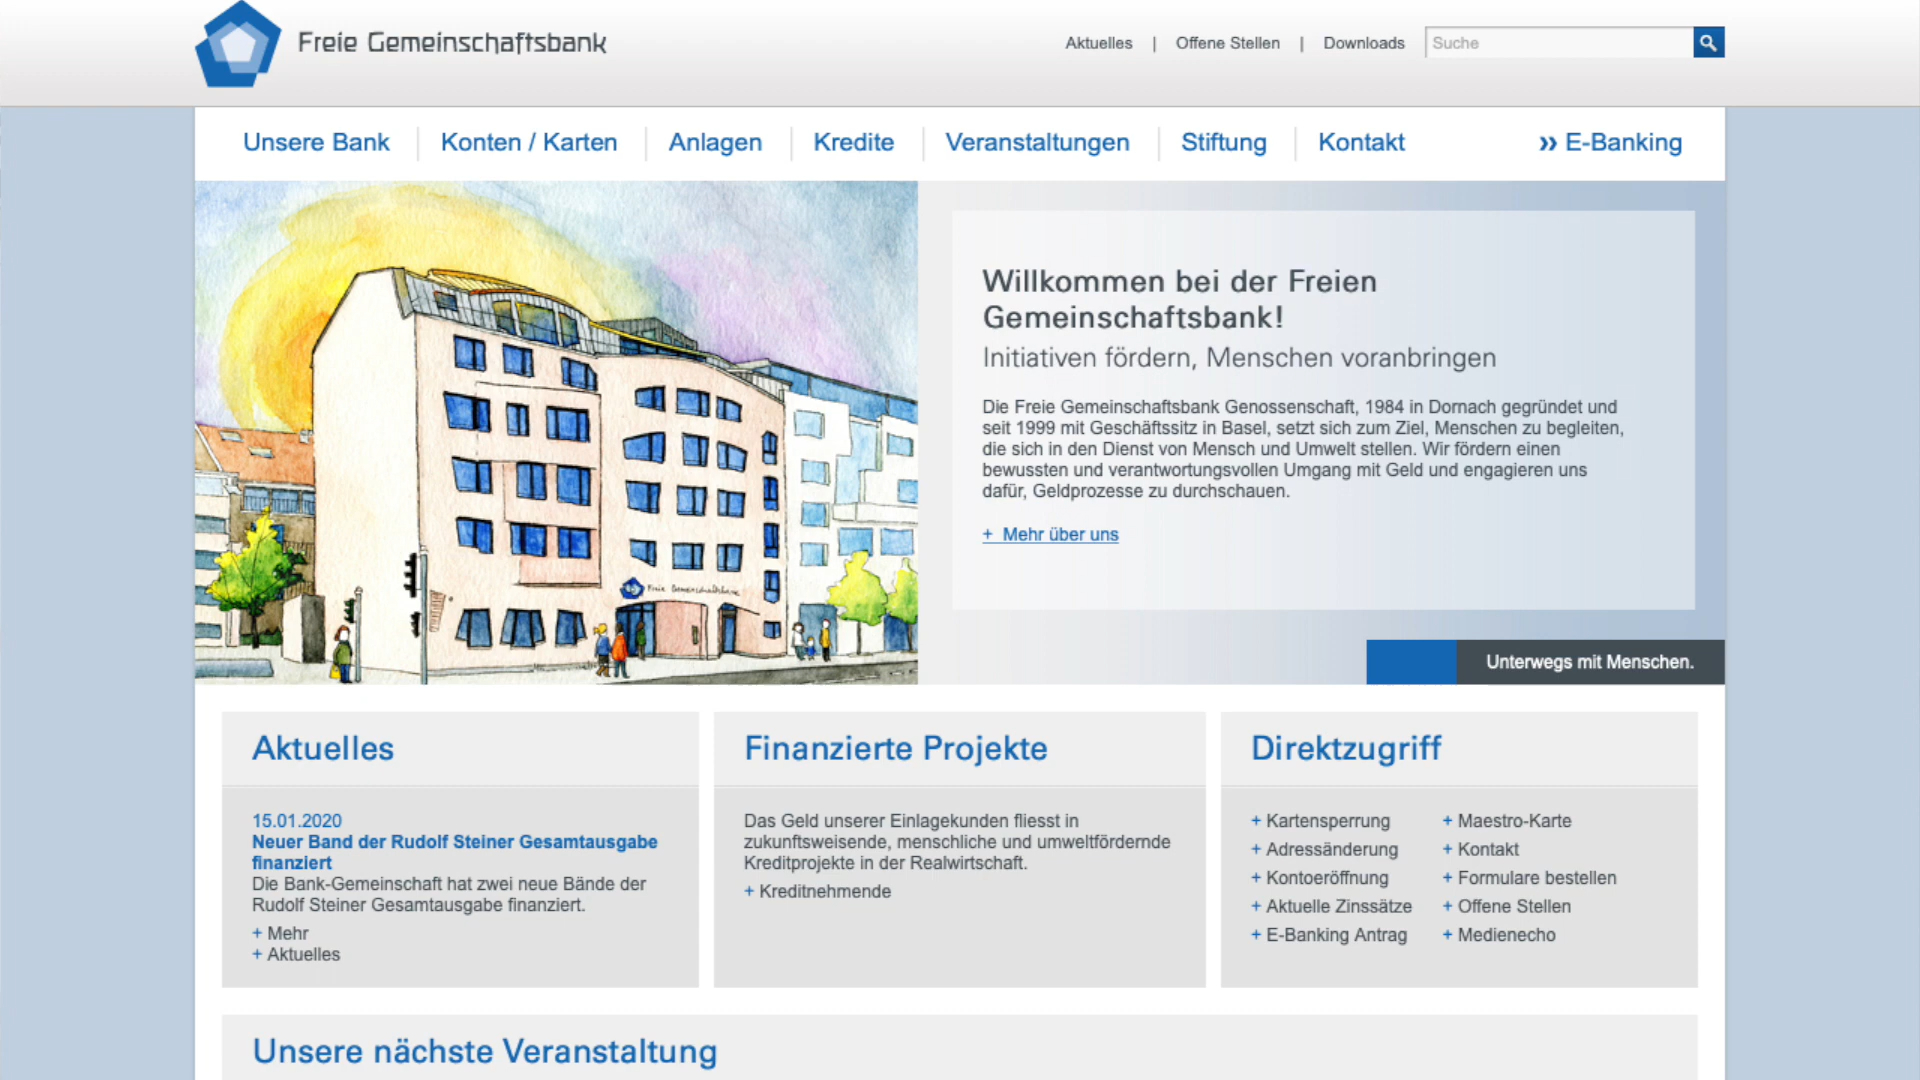 Freie Gemeinschaftsbank
Aktuelles | Offene Stellen | Downloads
Suche
Unsere Bank
Konten / Karten
Anlagen
Kredite
Veranstaltungen
Stiftung
Kontakt
E-Banking
Freie Gemeinschaftsbank
Willkommen bei der Freien
Gemeinschaftsbank!
Initiativen fördern, Menschen voranbringen
Die Freie Gemeinschaftsbank Genossenschaft, 1984 in Dornach gegründet und
seit 1999 mit Geschäftssitz in Basel, setzt sich zum Ziel, Menschen zu begleiten,
die sich in den Dienst von Mensch und Umwelt stellen. Wir fördern einen
bewussten und verantwortungsvollen Umgang mit Geld und engagieren uns
dafür, Geldprozesse zu durchschauen.
+ Mehr über uns
Unterwegs mit Menschen.
Aktuelles
15.01.2020
Neuer Band der Rudolf Steiner Gesamtausgabe
finanziert
Die Bank-Gemeinschaft hat zwei neue Bände der
Rudolf Steiner Gesamtausgabe finanziert.
+ Mehr
+ Aktuelles
Finanzierte Projekte
Das Geld unserer Einlagekunden fliesst in
zukunftsweisende, menschliche und umweltfördernde
Kreditprojekte in der Realwirtschaft.
+ Kreditnehmende
Direktzugriff
+ Kartensperrung
+ Adressänderung
+ Kontoeröffnung
+ Aktuelle Zinssätze
+ E-Banking Antrag
+ Maestro-Karte
+ Kontakt
+ Formulare bestellen
+ Offene Stellen
+ Medienecho
Unsere nächste Veranstaltung